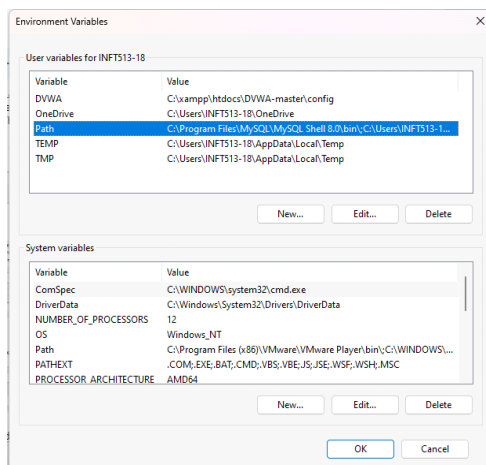 Environment Variables
User variables for INFT513-18
Variable Value
DVWA C:\xampp\htdocs\DVWA-master\config
OneDrive C:\Users\INFT513-18\OneDrive
Path C:\Program Files\MySQL\MySQL Shell 8.0\bin\;C:\Users\INFT513-1...
TEMP C:\Users\INFT513-18\AppData\Local\Temp
TMP C:\Users\INFT513-18\AppData\Local\Temp
New... Edit... Delete
System variables
Variable Value
ComSpec C:\WINDOWS\system32\cmd.exe
DriverData C:\Windows\System32\Drivers\DriverData
NUMBER_OF_PROCESSORS 12
OS Windows_NT
Path C:\Program Files (x86)\VMware\VMware Player\bin\;C:\WINDOWS\...
PATHEXT .COM;.EXE;.BAT;.CMD;.VBS;.VBE;.JS;.JSE;.WSF;.WSH;.MSC
PROCESSOR_ARCHITECTURE AMD64
New... Edit... Delete
OK Cancel